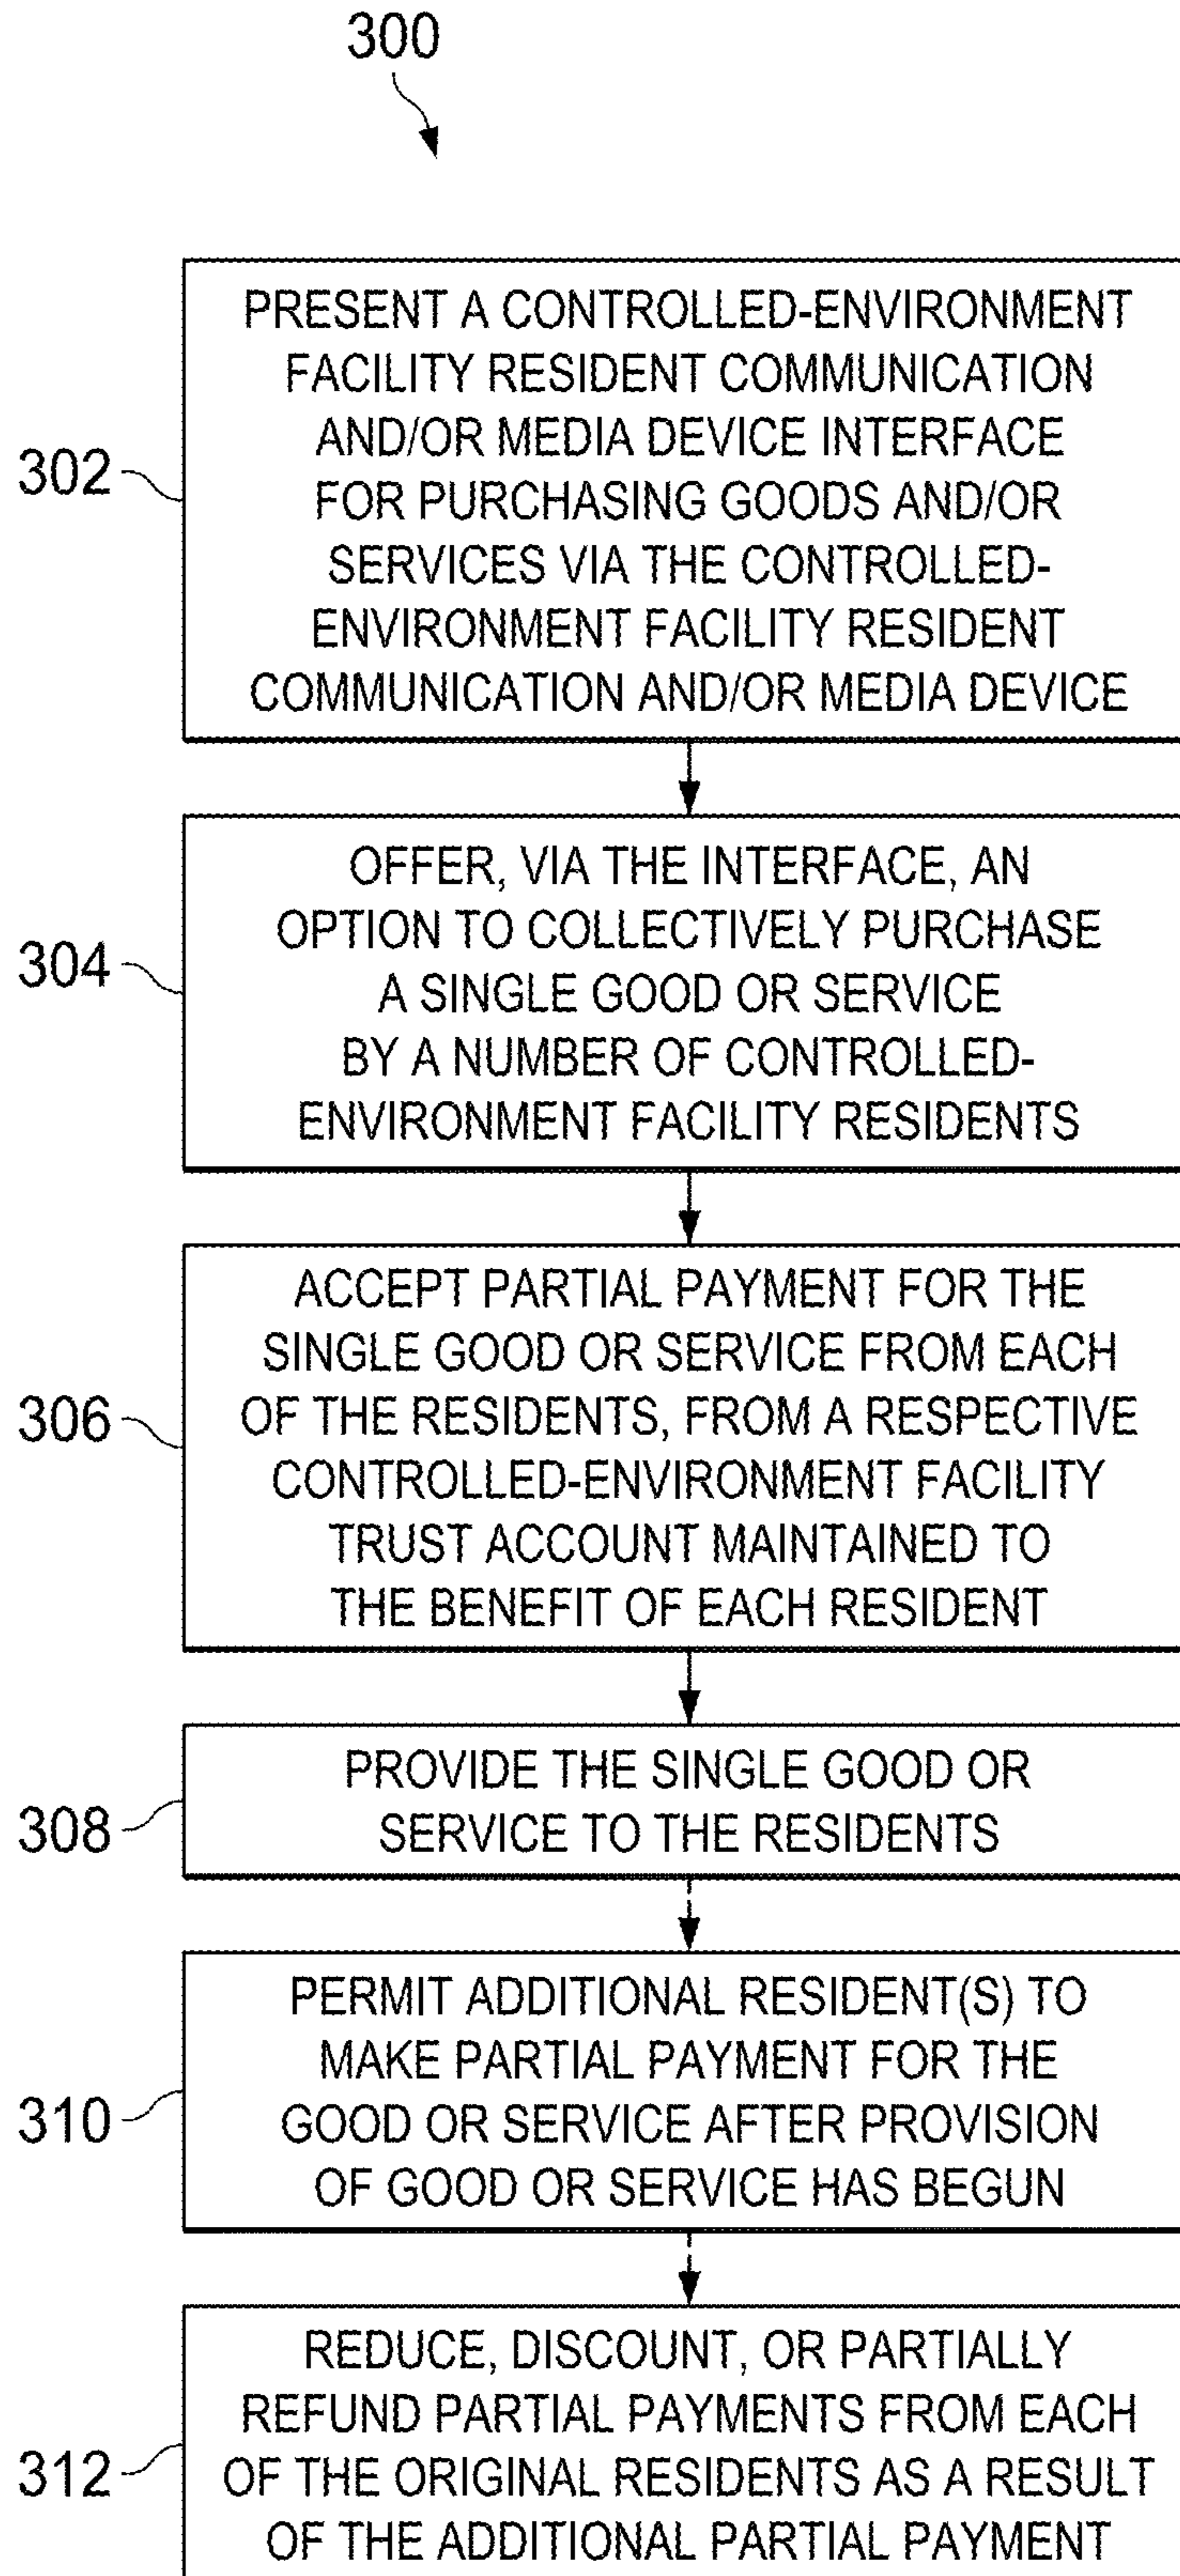 300
302
PRESENT A CONTROLLED-ENVIRONMENT
FACILITY RESIDENT COMMUNICATION
AND/OR MEDIA DEVICE INTERFACE
FOR PURCHASING GOODS AND/OR
SERVICES VIA THE CONTROLLED-
ENVIRONMENT FACILITY RESIDENT
COMMUNICATION AND/OR MEDIA DEVICE
304
OFFER, VIA THE INTERFACE, AN
OPTION TO COLLECTIVELY PURCHASE
A SINGLE GOOD OR SERVICE
BY A NUMBER OF CONTROLLED-
ENVIRONMENT FACILITY RESIDENTS
306
ACCEPT PARTIAL PAYMENT FOR THE
SINGLE GOOD OR SERVICE FROM EACH
OF THE RESIDENTS, FROM A RESPECTIVE
CONTROLLED-ENVIRONMENT FACILITY
TRUST ACCOUNT MAINTAINED TO
THE BENEFIT OF EACH RESIDENT
308
PROVIDE THE SINGLE GOOD OR
SERVICE TO THE RESIDENTS
310
PERMIT ADDITIONAL RESIDENT(S) TO
MAKE PARTIAL PAYMENT FOR THE
GOOD OR SERVICE AFTER PROVISION
OF GOOD OR SERVICE HAS BEGUN
312
REDUCE, DISCOUNT, OR PARTIALLY
REFUND PARTIAL PAYMENTS FROM EACH
OF THE ORIGINAL RESIDENTS AS A RESULT
OF THE ADDITIONAL PARTIAL PAYMENT